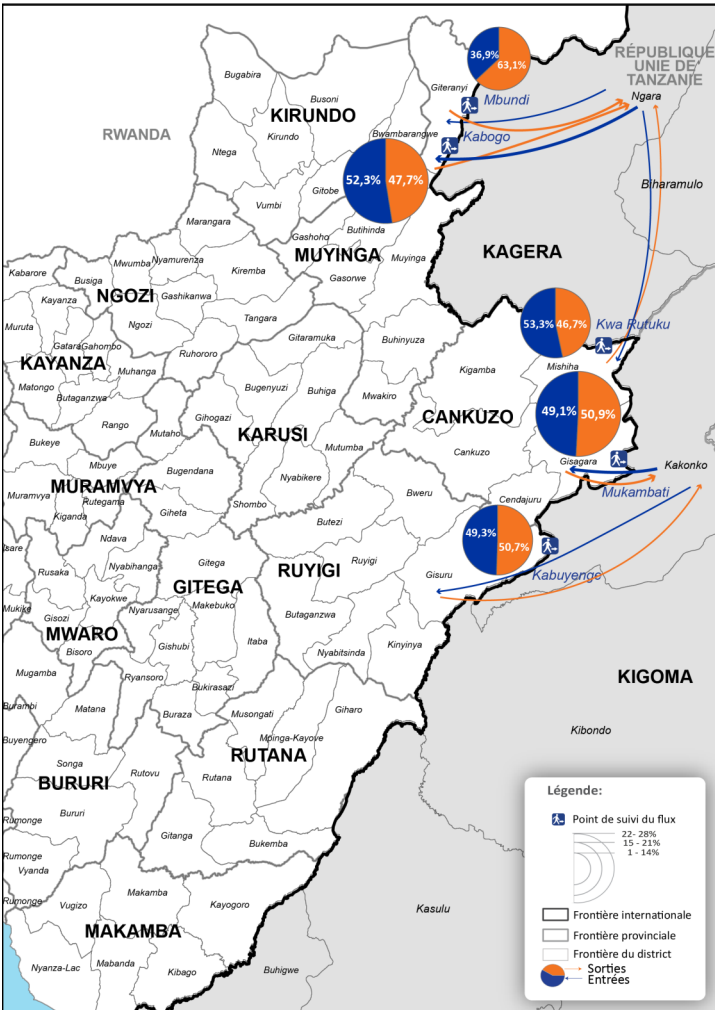 36,9%
63,1%
RÉPUBLIQUE
UNIE DE
TANZANIE
Bugabira
Giteranyi
Mbundi
Ngara
Busoni
KIRUNDO
RWANDA
Kirundo
Bwambarangwe
Kabogo
Ntega
52,3%
47,7%
Gitobe
Biharamulo
Vumbi
Marangara
Butihinda
Gashoho
MUYINGA
Muyinga
KAGERA
Mwumba
Nyamurenza
Kiremba
Gasorwe
Kabarore
Busiga
NGOZI
Gashikanwa
Kayanza
Muruta
Ngozi
Tangara
53,3%
46,7%
Kwa Rutuku
Gatara
Gahombo
Gitaramuka
Buhinyuza
KAYANZA
Ruhororo
Muhanga
Kigamba
Mishiha
Matongo
Butaganzwa
Bugenyuzi
Buhiga
Mwakiro
Gihogazi
CANKUZO
49,1%
50,9%
Rango
Mutaho
KARUSI
Bukeye
Mutumba
Cankuzo
Gisagara
Kakonko
Mbuye
Bugendana
Nyabikere
MURAMVYA
Muramvya
Rutegama
Kiganda
Giheta
Shombo
Bweru
Cendajuru
Mukambati
Butezi
Ndava
49,3%
50,7%
Nyabihanga
Gitega
RUYIGI
Ruyigi
Gisuru
Kabuyenge
Rusaka
GITEGA
Kayokwe
Mukike
Nyarusange
Makebuko
Gisozi
Butaganzwa
MWARO
Gishubi
Itaba
Nyabitsinda
Kinyinya
Bisoro
Mugamba
Ryansoro
Bukirasazi
KIGOMA
Burambi
Matana
Buraza
Musongati
Giharo
Kibondo
Buyengero
Mpinga-Kayove
Songa
Rutovu
RUTANA
BURURI
Rutana
Bururi
Rumonge
Gitanga
Bukemba
Rumonge
Vyanda
Rumonge
Vugizo
Makamba
Kayogoro
MAKAMBA
Kasulu
Nyanza-Lac
Mabanda
Kibago
Buhigwe
Légende:
Point de suivi du flux
22- 28%
15 - 21%
1 - 14%
Frontière internationale
Frontière provinciale
Frontière du district
Sorties
Entrées